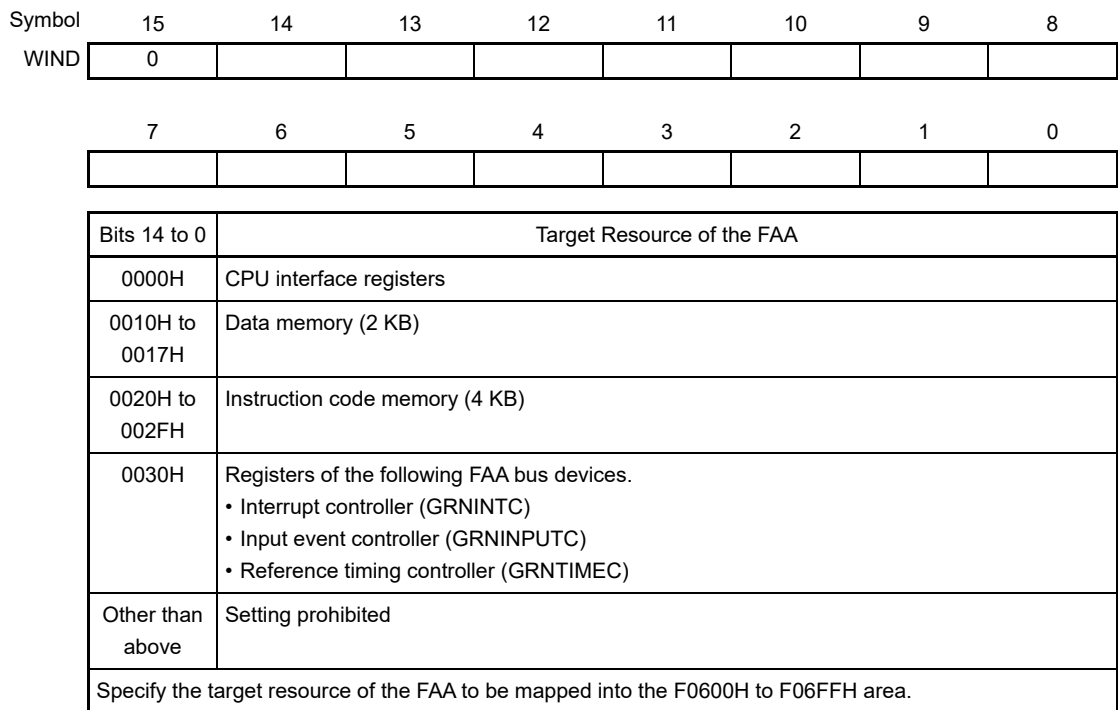 Symbol 15 14 13 12 11 10 9 8
WIND 0
7 6 5 4 3 2 1 0
Bits 14 to 0 Target Resource of the FAA
0000H CPU interface registers
0010H to Data memory (2 KB)
0017H
0020H to Instruction code memory (4 KB)
002FH
0030H Registers of the following FAA bus devices.
• Interrupt controller (GRNINTC)
• Input event controller (GRNINPUTC)
• Reference timing controller (GRNTIMEC)
Other than Setting prohibited
above
Specify the target resource of the FAA to be mapped into the F0600H to F06FFH area.